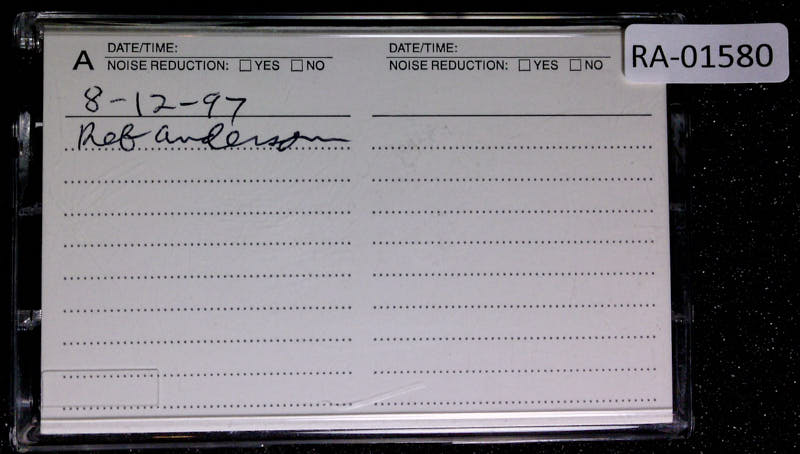 A DATE/TIME:
NOISE REDUCTION: ☐ YES ☐ NO
8-12-97
Reb Anderson
DATE/TIME:
NOISE REDUCTION: ☐ YES ☐ NO
RA-01580